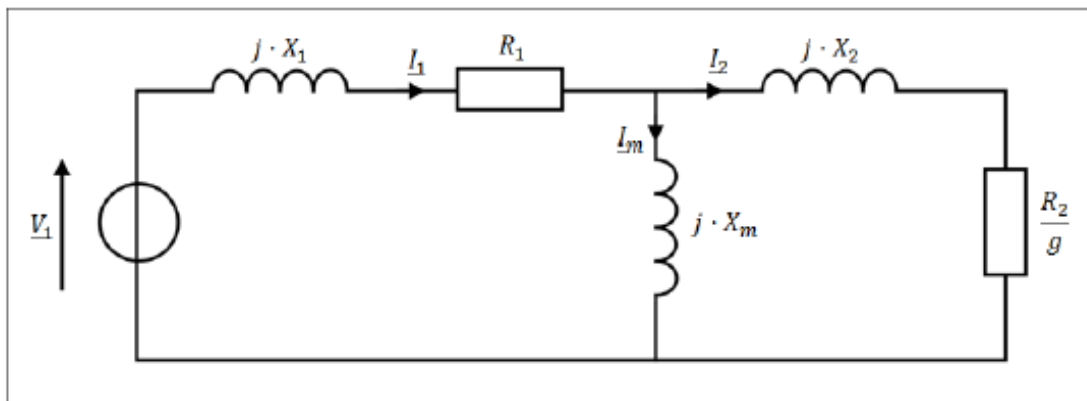 j · X₁
I₁
R₁
I₂
j · X₂
Iₘ
V₁
j · Xₘ
R₂
g